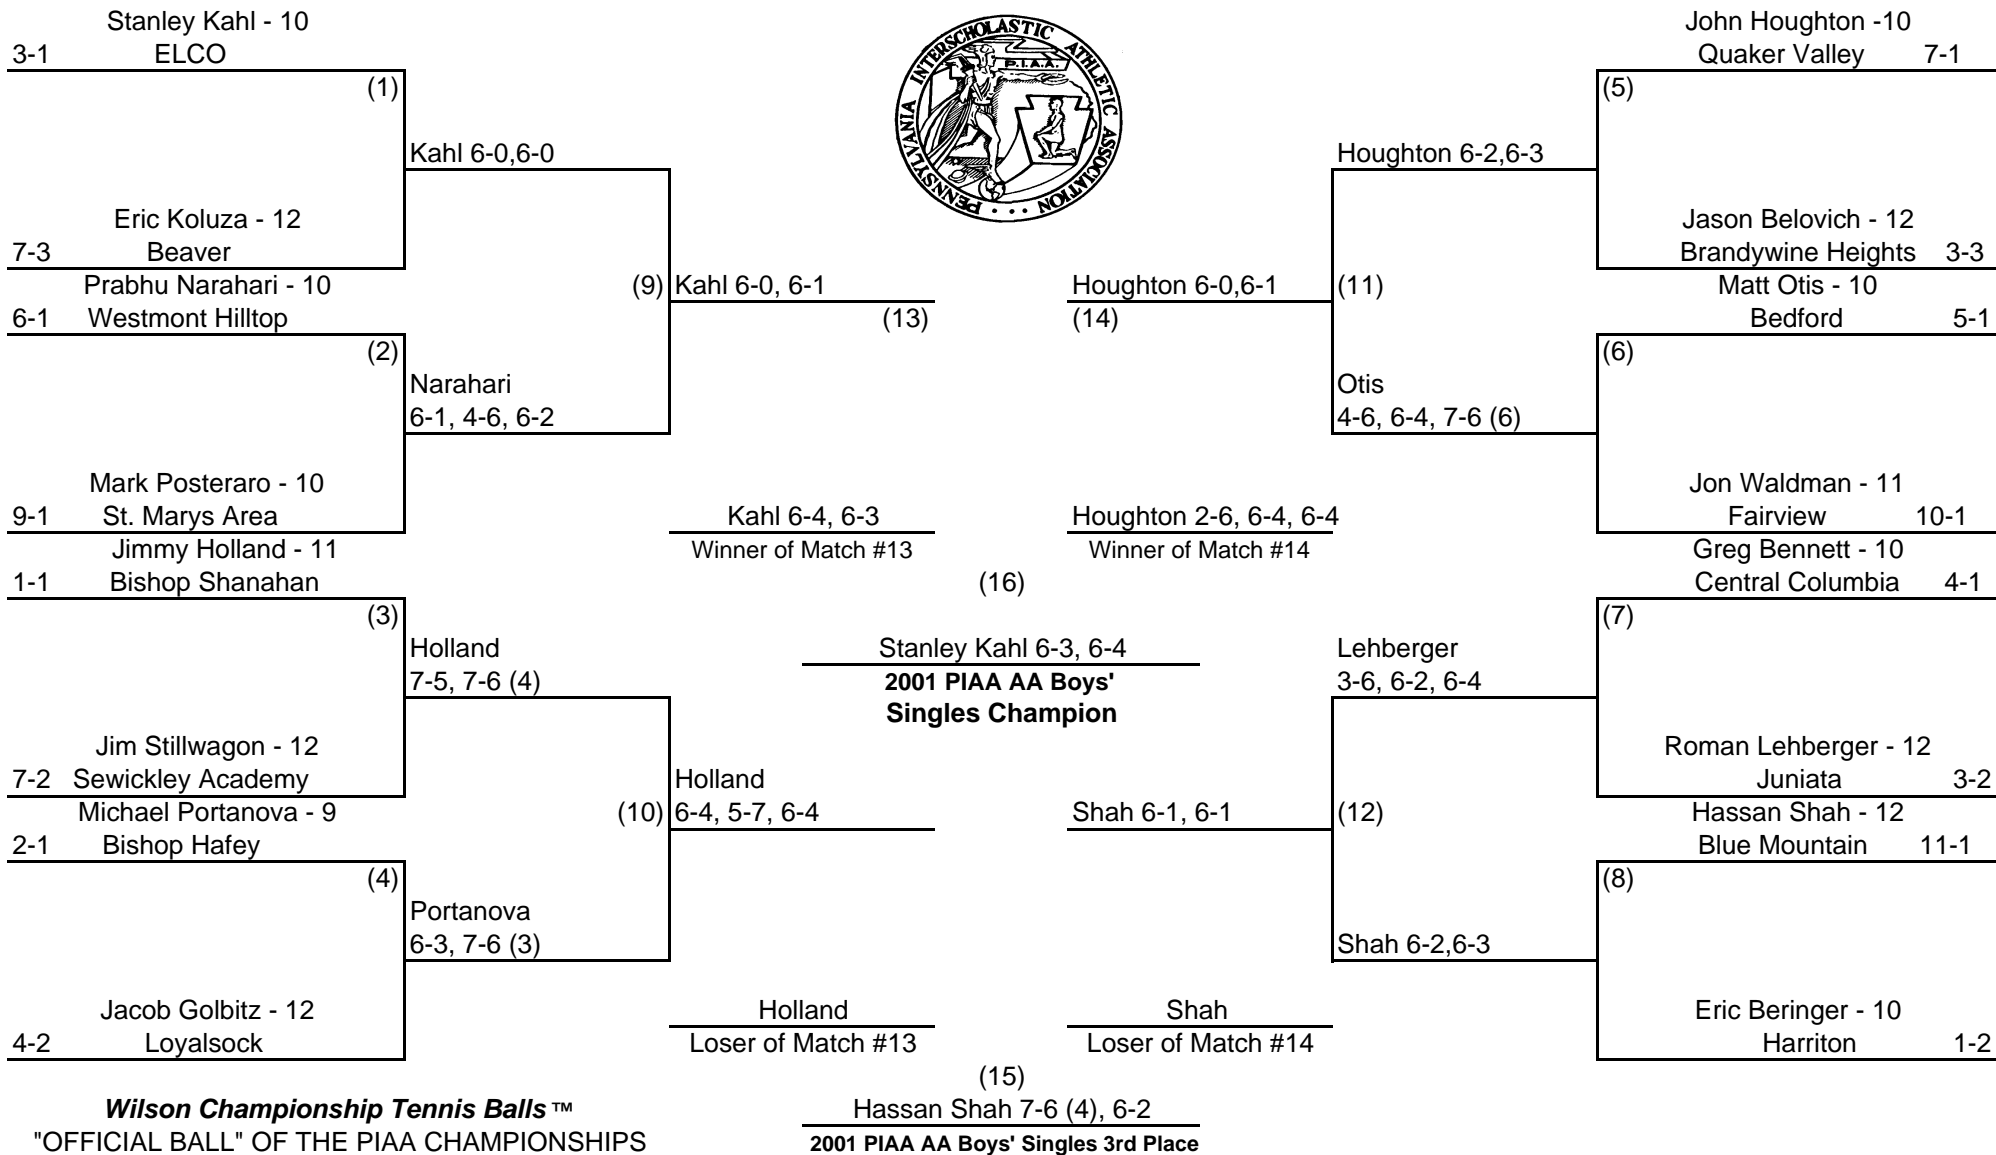 Stanley Kahl - 10
3-1 ELCO
(1)
Kahl 6-0,6-0
Eric Koluza - 12
7-3 Beaver
Prabhu Narahari - 10
6-1 Westmont Hilltop
(2)
Narahari
6-1, 4-6, 6-2
Mark Posteraro - 10
9-1 St. Marys Area
(9)
Kahl 6-0, 6-1
(13)
Jimmy Holland - 11
1-1 Bishop Shanahan
(3)
Holland
7-5, 7-6 (4)
Jim Stillwagon - 12
7-2 Sewickley Academy
Michael Portanova - 9
2-1 Bishop Hafey
(4)
Portanova
6-3, 7-6 (3)
Jacob Golbitz - 12
4-2 Loyalsock
(10)
Holland
6-4, 5-7, 6-4
PENNSYLVANIA INTERSCHOLASTIC ATHLETIC ASSOCIATION
P.I.A.A.
John Houghton -10
Quaker Valley 7-1
(5)
Houghton 6-2,6-3
Jason Belovich - 12
Brandywine Heights 3-3
Matt Otis - 10
Bedford 5-1
(6)
Otis
4-6, 6-4, 7-6 (6)
Jon Waldman - 11
Fairview 10-1
(11)
Houghton 6-0,6-1
(14)
Greg Bennett - 10
Central Columbia 4-1
(7)
Lehberger
3-6, 6-2, 6-4
Roman Lehberger - 12
Juniata 3-2
Hassan Shah - 12
Blue Mountain 11-1
(8)
Shah 6-2,6-3
Eric Beringer - 10
Harriton 1-2
(12)
Shah 6-1, 6-1
Kahl 6-4, 6-3
Winner of Match #13
Houghton 2-6, 6-4, 6-4
Winner of Match #14
(16)
Stanley Kahl 6-3, 6-4
2001 PIAA AA Boys'
Singles Champion
Holland
Loser of Match #13
Shah
Loser of Match #14
(15)
Hassan Shah 7-6 (4), 6-2
2001 PIAA AA Boys' Singles 3rd Place
Wilson Championship Tennis Balls™
"OFFICIAL BALL" OF THE PIAA CHAMPIONSHIPS